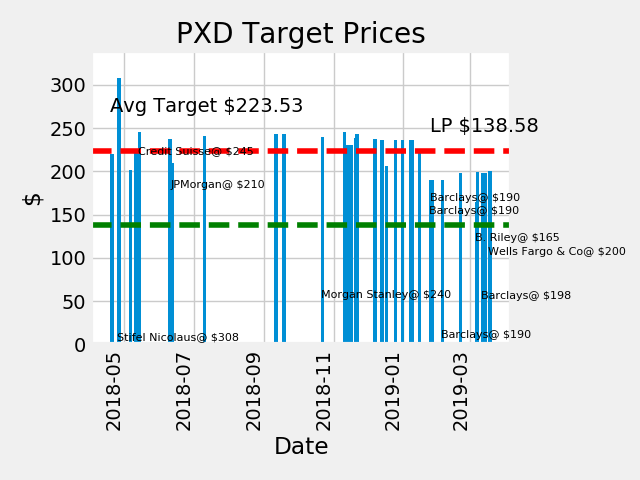 PXD Target Prices
300
250
200
150
100
50
0
$
Avg Target $223.53
LP $138.58
Credit Suisse@ $245
JPMorgan@ $210
Barclays@ $190
Barclays@ $190
B. Riley@ $165
Wells Fargo & Co@ $200
Morgan Stanley@ $240
Barclays@ $198
Stifel Nicolaus@ $308
Barclays@ $190
2018-05
2018-07
2018-09
2018-11
2019-01
2019-03
Date